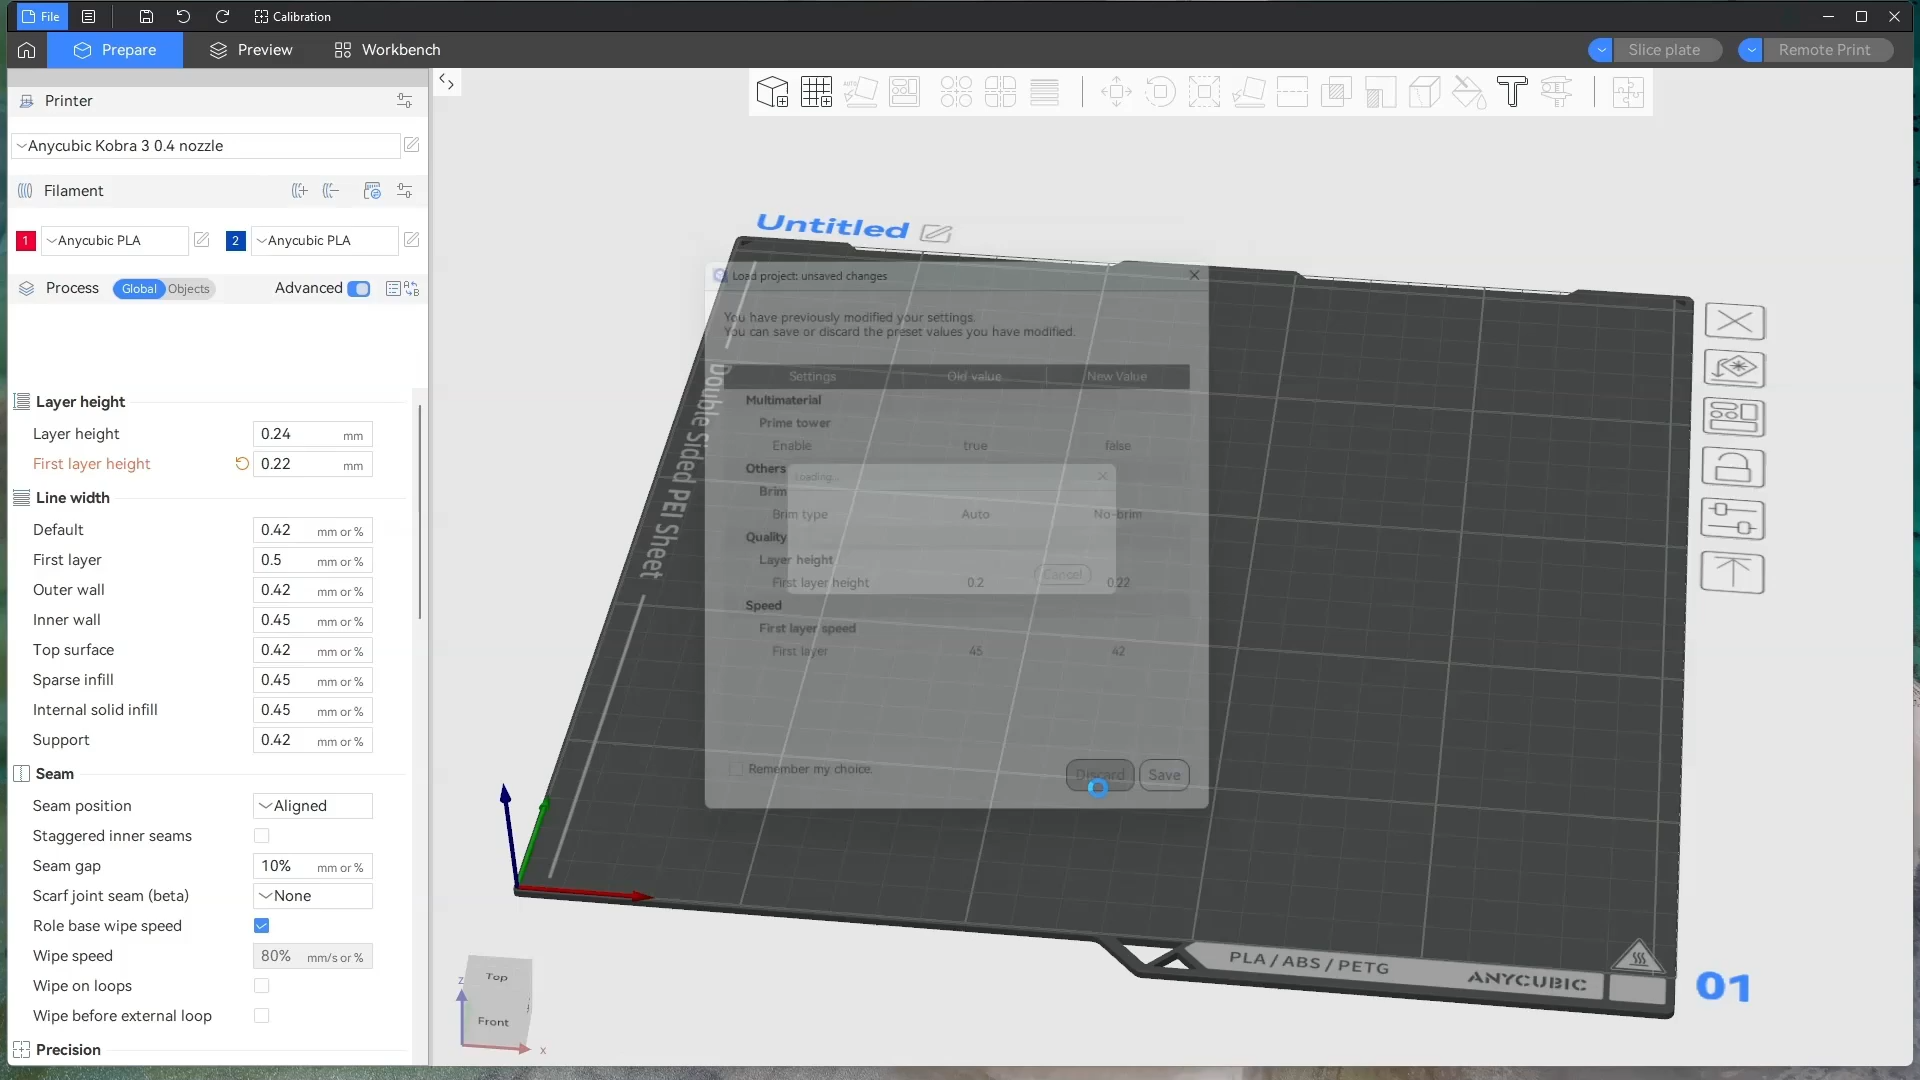 File
Calibration
Prepare
Preview
Workbench
Slice plate
Remote Print
Printer
Anycubic Kobra 3 0.4 nozzle
Filament
1
Anycubic PLA
2
Anycubic PLA
Process
Global
Objects
Advanced
Layer height
Layer height
0.24
mm
First layer height
0.22
mm
Line width
Default
0.42
mm or %
First layer
0.5
mm or %
Outer wall
0.42
mm or %
Inner wall
0.45
mm or %
Top surface
0.42
mm or %
Sparse infill
0.45
mm or %
Internal solid infill
0.45
mm or %
Support
0.42
mm or %
Seam
Seam position
Aligned
Staggered inner seams
Seam gap
10%
mm or %
Scarf joint seam (beta)
None
Role base wipe speed
Wipe speed
80%
mm/s or %
Wipe on loops
Wipe before external loop
Precision
Untitled
Double Sided PEI Sheet
Load project: unsaved changes
You have previously modified your settings.
You can save or discard the preset values you have modified.
Settings
Old value
New Value
Multimaterial
Prime tower
Enable
true
false
Others
Loading...
Brim
Brim type
Auto
No-brim
Quality
Layer height
Cancel
First layer height
0.2
0.22
Speed
First layer speed
First layer
45
42
Remember my choice.
Discard
Save
PLA / ABS / PETG
ANYCUBIC
01
Top
Front
z
x